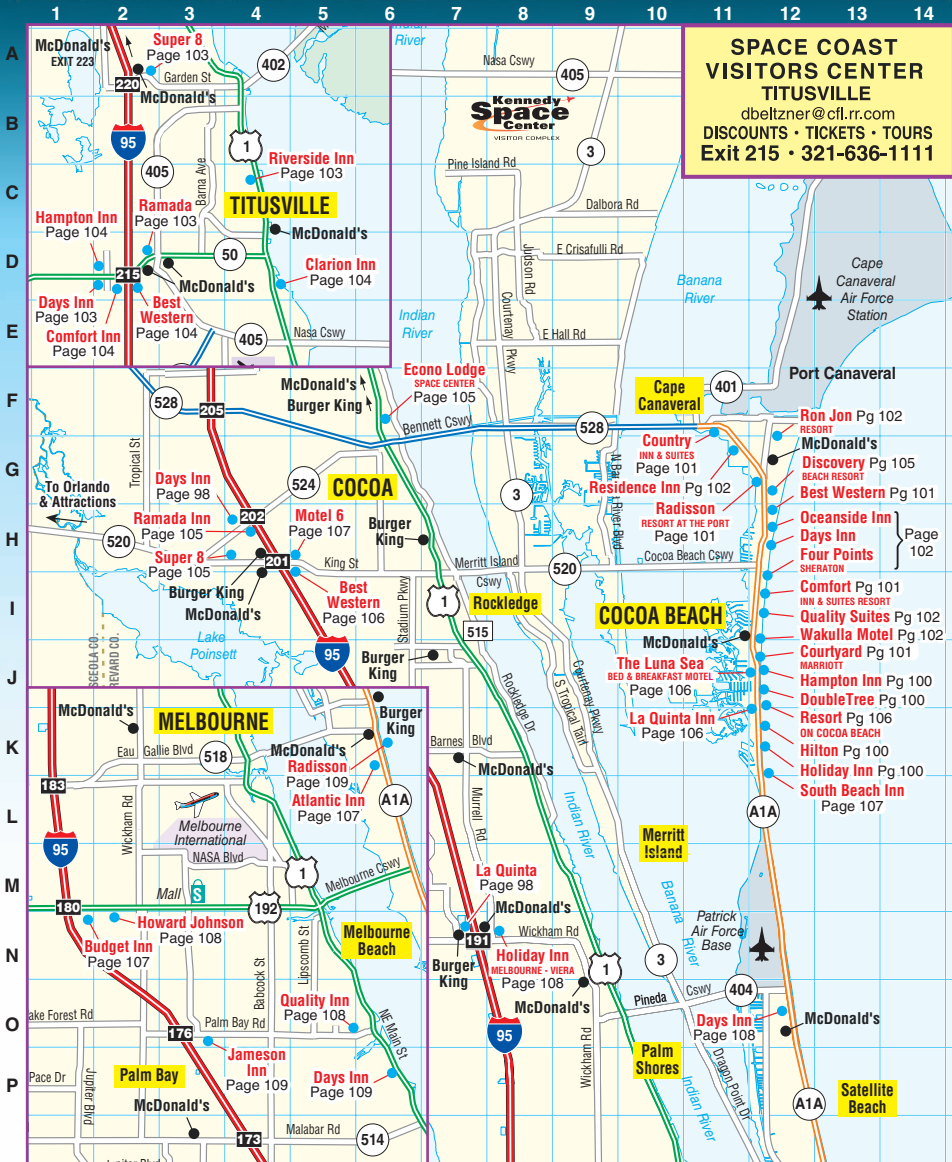 1 2 3 4 5 6 7 8 9 10 11 12 13 14
A
B
C
D
E
F
G
H
I
J
K
L
M
N
O
P
SPACE COAST
VISITORS CENTER
TITUSVILLE
dbeltzner@cfl.rr.com
DISCOUNTS • TICKETS • TOURS
Exit 215 • 321-636-1111
McDonald's
EXIT 223
Super 8
Page 103
220
Garden St
McDonald's
402
95
405
Barna Ave
1
Riverside Inn
Page 103
TITUSVILLE
Ramada
Page 103
Hampton Inn
Page 104
McDonald's
50
215
McDonald's
Clarion Inn
Page 104
Days Inn
Page 103
Best
Western
Page 104
Comfort Inn
Page 104
405
Nasa Cswy
Indian
River
Nasa Cswy
405
Kennedy
Space
Center
VISITOR COMPLEX
3
Pine Island Rd
Dalbora Rd
E Crisafulli Rd
Judson Rd
Courtenay
Pkwy
E Hall Rd
Indian
River
Banana
River
Cape
Canaveral
Air Force
Station
401
Port Canaveral
Cape
Canaveral
528
205
McDonald's
Burger King
Econo Lodge
SPACE CENTER
Page 105
Bennett Cswy
528
Tropical St
To Orlando
& Attractions
520
Days Inn
Page 98
524
COCOA
202
Ramada Inn
Page 105
Motel 6
Page 107
Super 8
Page 105
201
King St
Burger King
McDonald's
Best
Western
Page 106
Burger
King
Merritt Island
Cswy
520
Cocoa Beach Cswy
3
Country
INN & SUITES
Page 101
Residence Inn Pg 102
Radisson
RESORT AT THE PORT
Page 101
Ron Jon Pg 102
RESORT
McDonald's
Discovery Pg 105
BEACH RESORT
Best Western Pg 101
Oceanside Inn
Days Inn
Four Points
SHERATON
Page
102
Comfort Pg 101
INN & SUITES RESORT
Quality Suites Pg 102
Wakulla Motel Pg 102
Courtyard Pg 101
MARRIOTT
Hampton Inn Pg 100
DoubleTree Pg 100
Resort Pg 106
ON COCOA BEACH
Hilton Pg 100
Holiday Inn Pg 100
South Beach Inn
Page 107
COCOA BEACH
McDonald's
The Luna Sea
BED & BREAKFAST MOTEL
Page 106
La Quinta Inn
Page 106
Lake
Poinsett
95
SCEOLA CO.
REVARD CO.
Stadium Pkwy
1
Rockledge
515
Burger
King
Rockledge Dr
S Tropical Taril
Courtenay Pkwy
McDonald's
MELBOURNE
Eau Gallie Blvd
518
183
Burger
King
McDonald's
Radisson
Page 109
Atlantic Inn
Page 107
A1A
95
Wickham Rd
Melbourne
International
NASA Blvd
1
Melbourne Cswy
Mall
S
192
180
Howard Johnson
Page 108
Budget Inn
Page 107
Melbourne
Beach
Babcock St
Lipscomb St
Quality Inn
Page 108
NE Main St
ake Forest Rd
176
Palm Bay Rd
Jameson
Inn
Page 109
Pace Dr
Jupiter Blvd
Palm Bay
McDonald's
Days Inn
Page 109
173
Malabar Rd
514
Barnes Blvd
McDonald's
Murrell Rd
Indian River
Merritt
Island
A1A
La Quinta
Page 98
McDonald's
191
Wickham Rd
Burger
King
Holiday Inn
MELBOURNE - VIERA
Page 108
McDonald's
95
1
Banana
River
3
Patrick
Air Force
Base
404
Pineda Cswy
Days Inn
Page 108
McDonald's
Wickham Rd
Palm
Shores
Indian River
Dragon Point Dr
A1A
Satellite
Beach